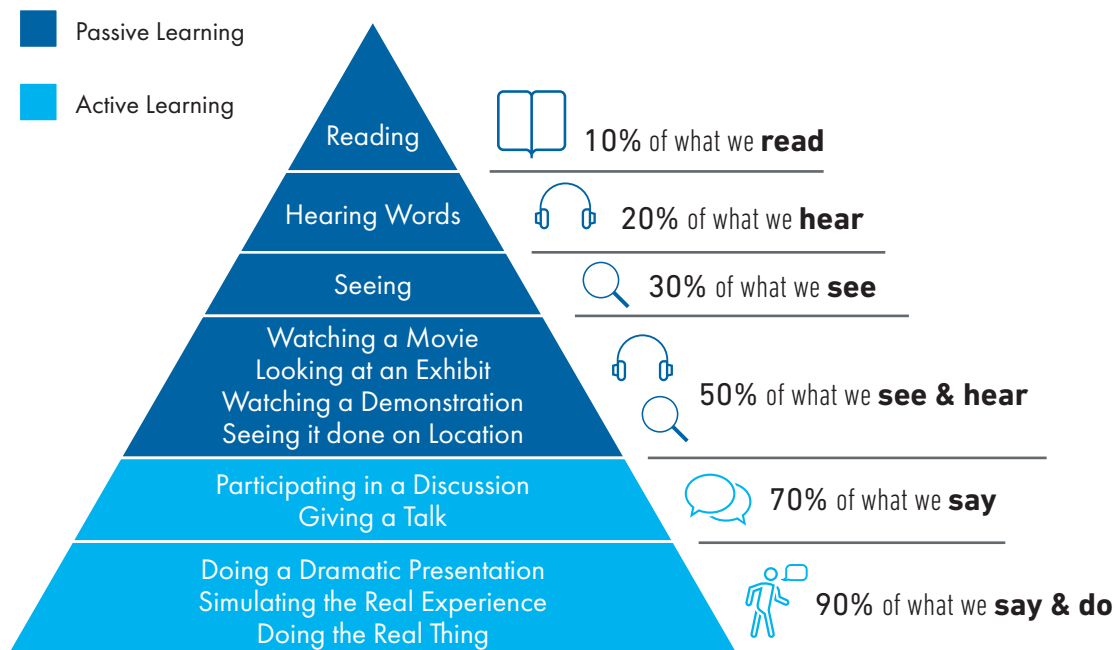 Passive Learning
Active Learning
Reading
10% of what we read
Hearing Words
20% of what we hear
Seeing
30% of what we see
Watching a Movie
Looking at an Exhibit
Watching a Demonstration
Seeing it done on Location
50% of what we see & hear
Participating in a Discussion
Giving a Talk
70% of what we say
Doing a Dramatic Presentation
Simulating the Real Experience
Doing the Real Thing
90% of what we say & do